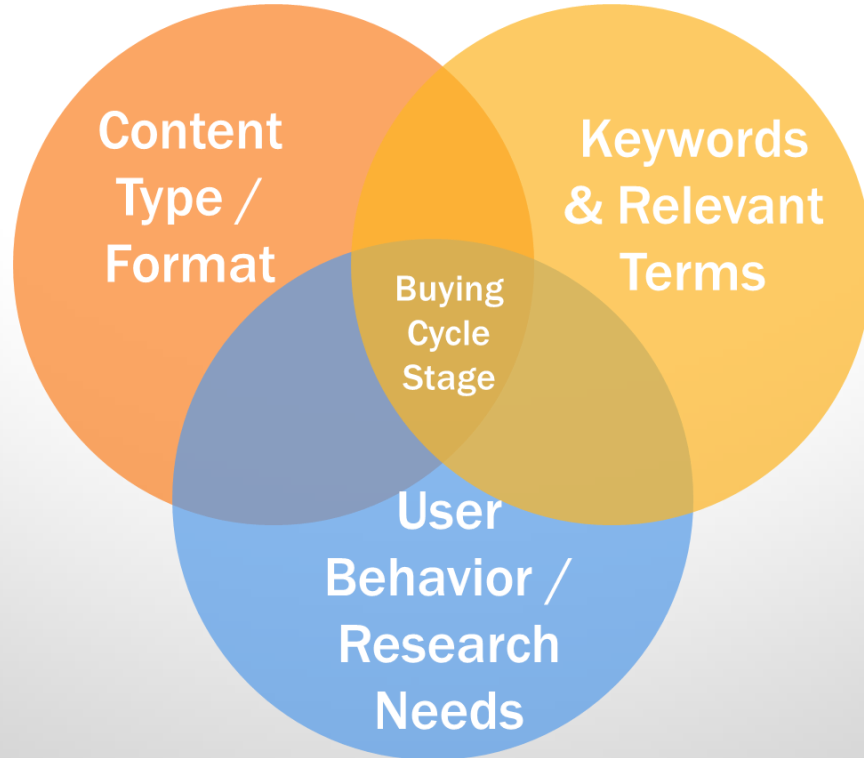 Content
Type /
Format
Keywords
& Relevant
Terms
Buying
Cycle
Stage
User
Behavior /
Research
Needs